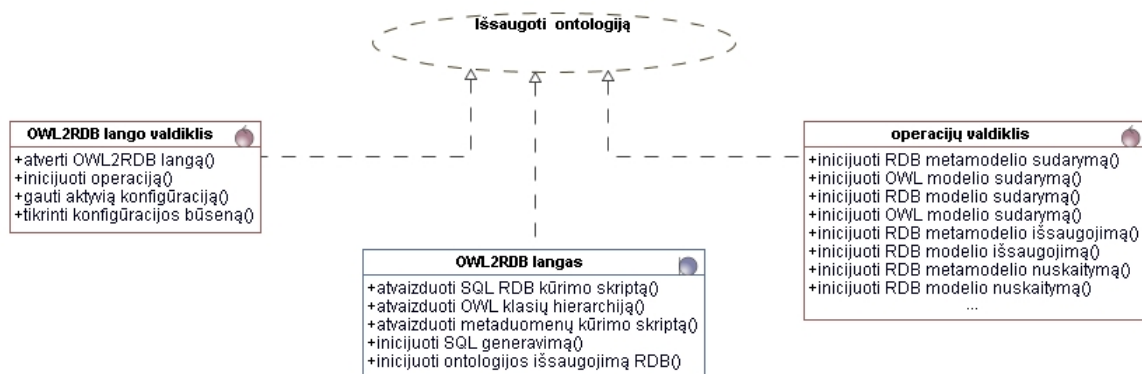 Išsaugoti ontologiją
OWL2RDB lango valdiklis
+atverti OWL2RDB langą()
+inicijuoti operaciją()
+gauti aktyvią konfigūraciją()
+tikrinti konfigūracijos būseną()
operacijų valdiklis
+inicijuoti RDB metamodelio sudarymą()
+inicijuoti OWL modelio sudarymą()
+inicijuoti RDB modelio sudarymą()
+inicijuoti OWL modelio sudarymą()
+inicijuoti RDB metamodelio išsaugojimą()
+inicijuoti RDB modelio išsaugojimą()
+inicijuoti RDB metamodelio nuskaitymą()
+inicijuoti RDB modelio nuskaitymą()
...
OWL2RDB langas
+atvaizduoti SQL RDB kūrimo skriptą()
+atvaizduoti OWL klasių hierarchiją()
+atvaizduoti metaduomenų kūrimo skriptą()
+inicijuoti SQL generavimą()
+inicijuoti ontologijos išsaugojimą RDB()